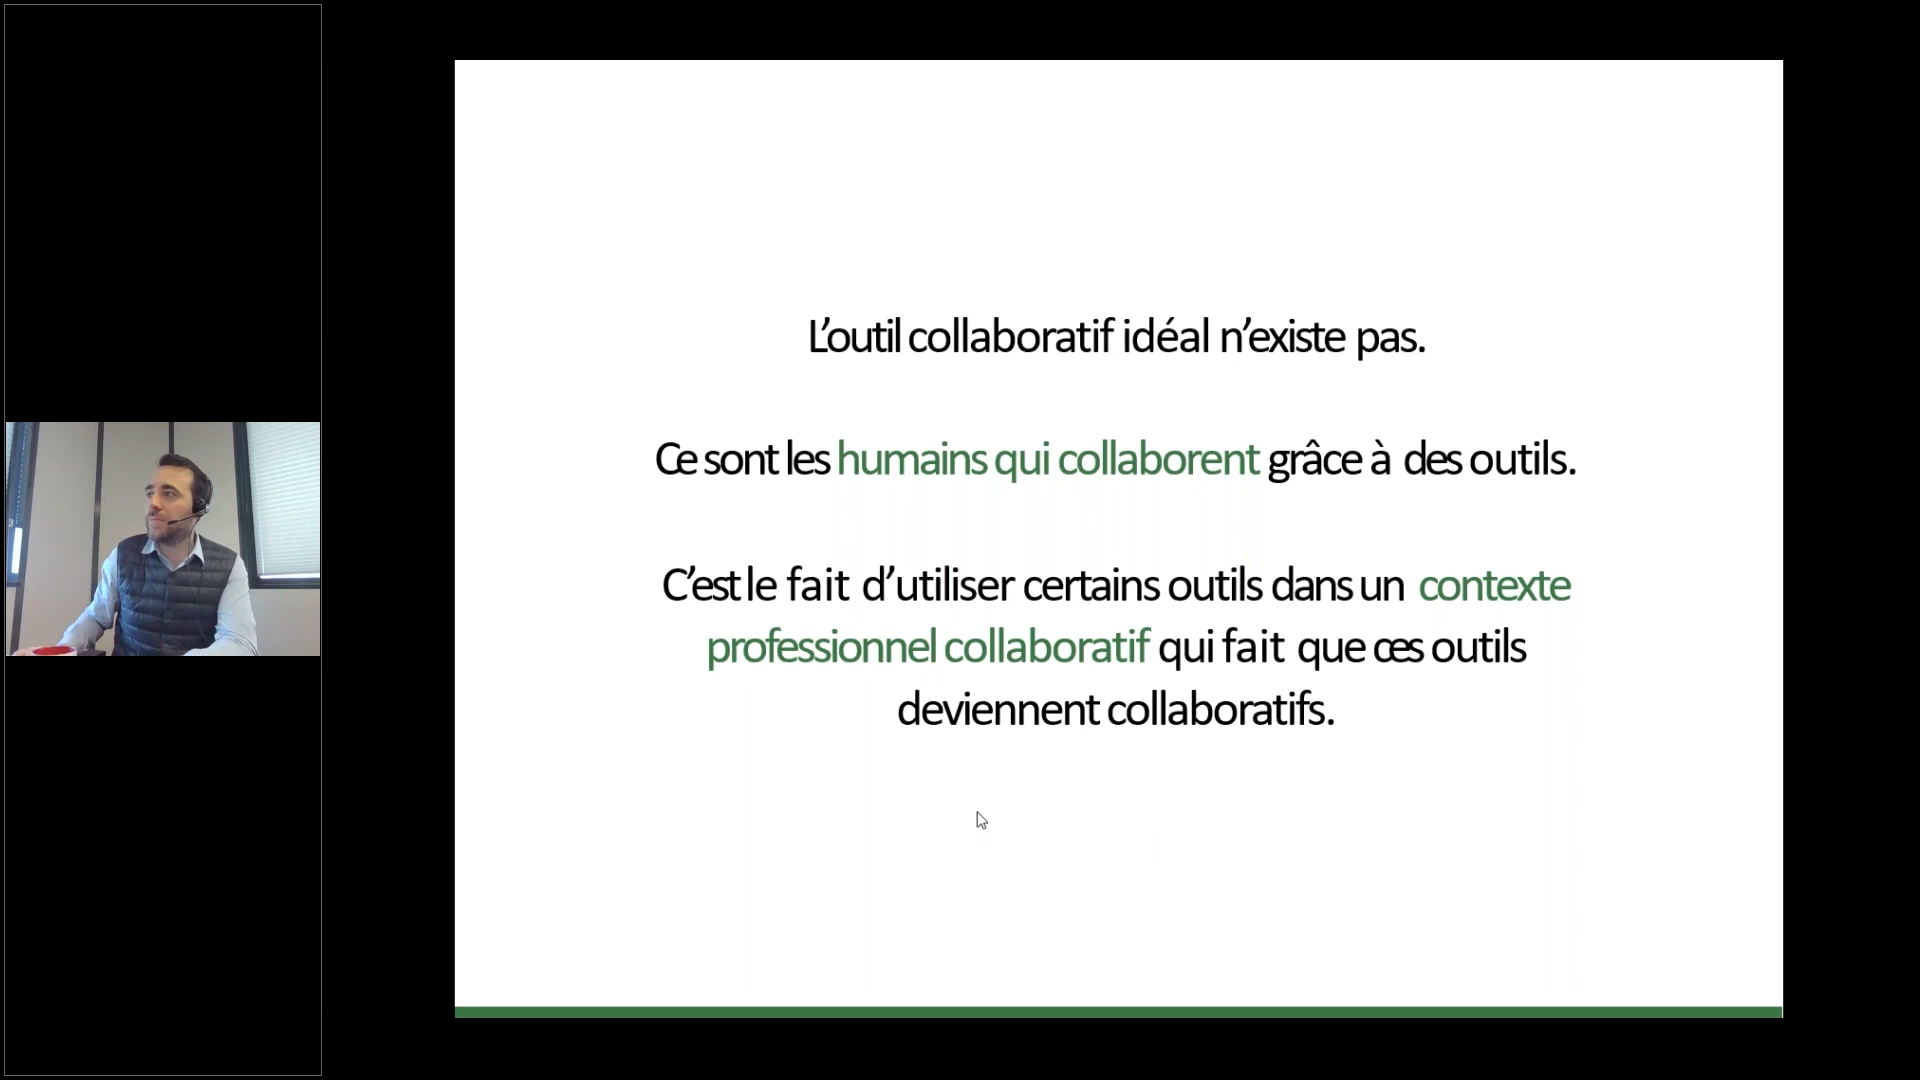 L’outil collaboratif idéal n’existe pas.
Ce sont les humains qui collaborent grâce à des outils.
C’est le fait d’utiliser certains outils dans un contexte
professionnel collaboratif qui fait que ces outils
deviennent collaboratifs.